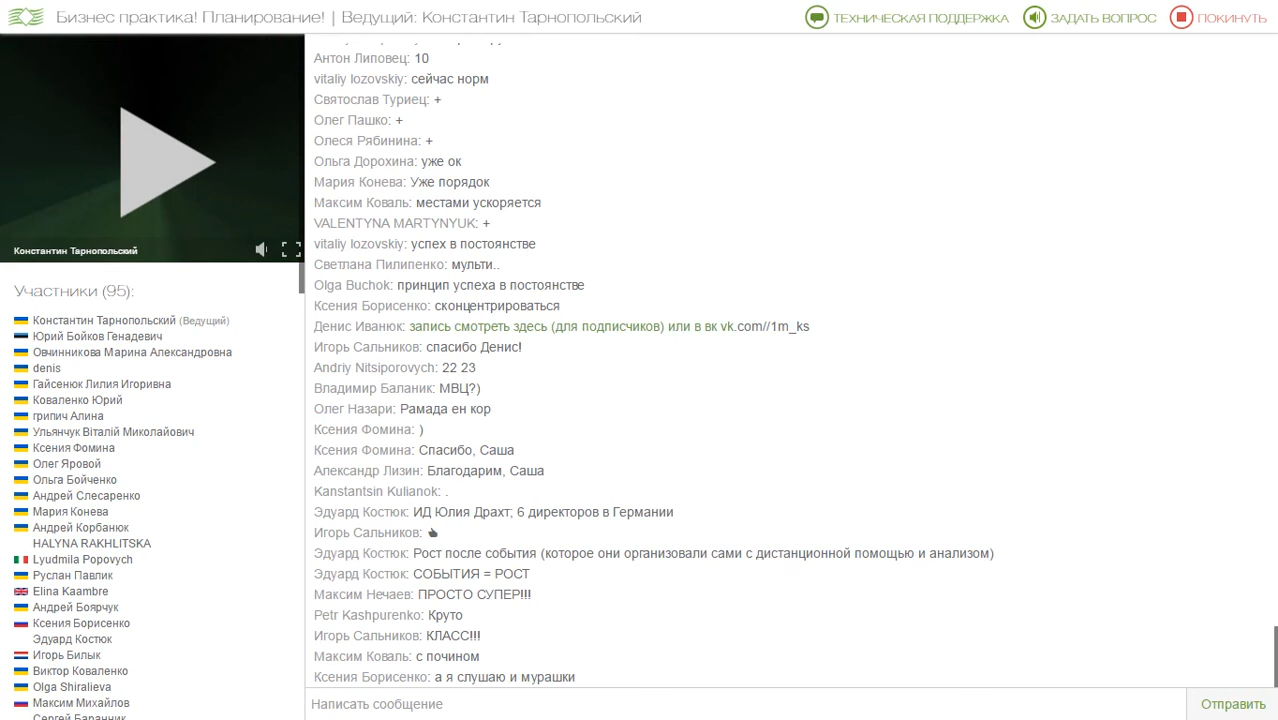 Бизнес практика! Планирование! | Ведущий: Константин Тарнопольский
ТЕХНИЧЕСКАЯ ПОДДЕРЖКА
ЗАДАТЬ ВОПРОС
ПОКИНУТЬ
Константин Тарнопольский
Участники (95):
Константин Тарнопольский (Ведущий)
Юрий Бойков Генадевич
Овчинникова Марина Александровна
denis
Гайсенюк Лилия Игоривна
Коваленко Юрий
грипич Алина
Ульянчук Віталій Миколайович
Ксения Фомина
Олег Яровой
Ольга Бойченко
Андрей Слесаренко
Мария Конева
Андрей Корбанюк
HALYNA RAKHLITSKA
Lyudmila Popovych
Руслан Павлик
Elina Kaambre
Андрей Боярчук
Ксения Борисенко
Эдуард Костюк
Игорь Билык
Виктор Коваленко
Olga Shiralieva
Максим Михайлов
Сергей Баранник
Антон Липовец: 10
vitaliy lozovskiy: сейчас норм
Святослав Туриец: +
Олег Пашко: +
Олеся Рябинина: +
Ольга Дорохина: уже ок
Мария Конева: Уже порядок
Максим Коваль: местами ускоряется
VALENTYNA MARTYNYUK: +
vitaliy lozovskiy: успех в постоянстве
Светлана Пилипенко: мульти..
Olga Buchok: принцип успеха в постоянстве
Ксения Борисенко: сконцентрироваться
Денис Иванюк: запись смотреть здесь (для подписчиков) или в вк vk.com//1m_ks
Игорь Сальников: спасибо Денис!
Andriy Nitsiporovych: 22 23
Владимир Баланик: МВЦ?)
Олег Назари: Рамада ен кор
Ксения Фомина: )
Ксения Фомина: Спасибо, Саша
Александр Лизин: Благодарим, Саша
Kanstantsin Kulianok: .
Эдуард Костюк: ИД Юлия Драхт; 6 директоров в Германии
Игорь Сальников:
Эдуард Костюк: Рост после события (которое они организовали сами с дистанционной помощью и анализом)
Эдуард Костюк: СОБЫТИЯ = РОСТ
Максим Нечаев: ПРОСТО СУПЕР!!!
Petr Kashpurenko: Круто
Игорь Сальников: КЛАСС!!!
Максим Коваль: с почином
Ксения Борисенко: а я слушаю и мурашки
Написать сообщение
Отправить